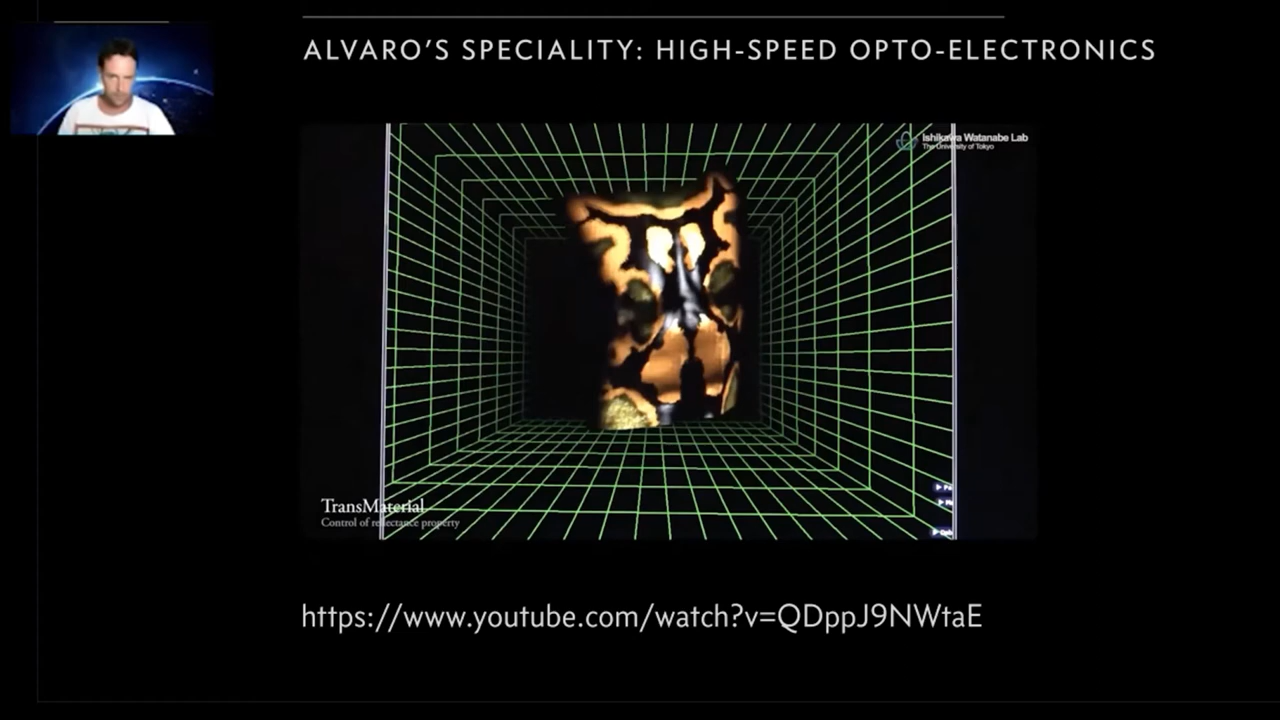 ALVARO’S SPECIALITY: HIGH-SPEED OPTO-ELECTRONICS
Ishikawa Watanabe Lab
The University of Tokyo
TransMaterial
Control of reflectance property
https://www.youtube.com/watch?v=QDppJ9NWtaE